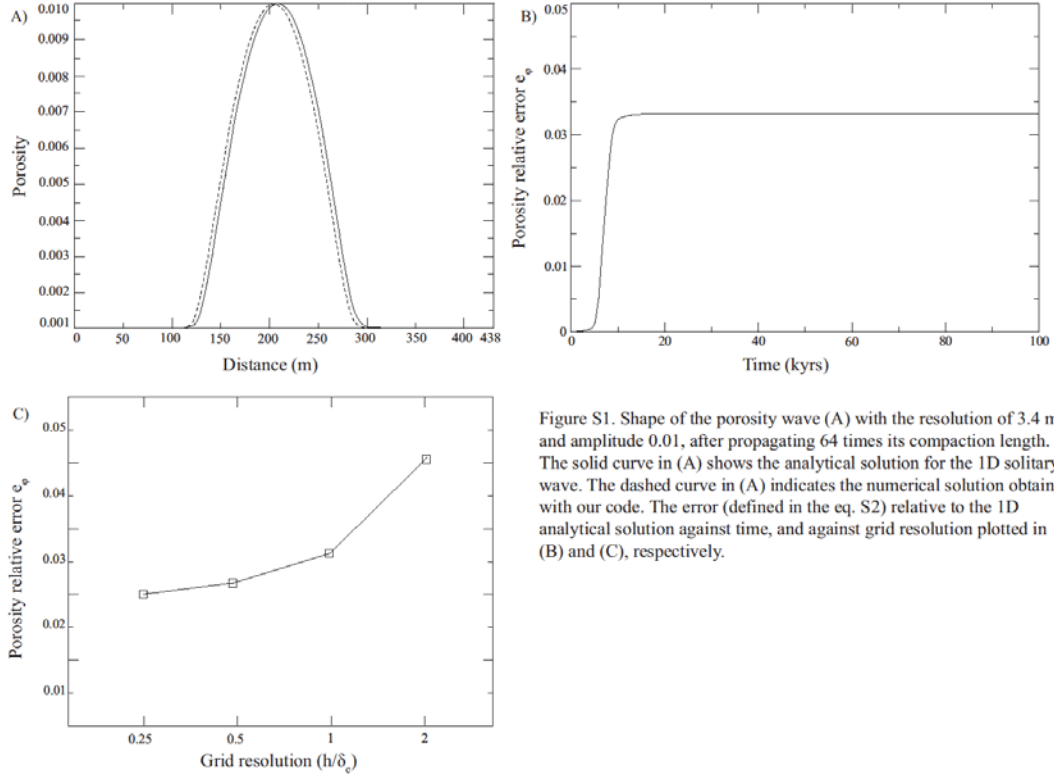 A)
0.010
0.009
0.008
0.007
0.006
0.005
0.004
0.003
0.002
0.001
Porosity
0 50 100 150 200 250 300 350 400 438
Distance (m)
B)
0.05
0.04
0.03
0.02
0.01
0
Porosity relative error eφ
0 20 40 60 80 100
Time (kyrs)
C)
0.05
0.04
0.03
0.02
0.01
Porosity relative error eφ
0.25 0.5 1 2
Grid resolution (h/δc)
Figure S1. Shape of the porosity wave (A) with the resolution of 3.4 m
and amplitude 0.01, after propagating 64 times its compaction length.
The solid curve in (A) shows the analytical solution for the 1D solitary
wave. The dashed curve in (A) indicates the numerical solution obtain
with our code. The error (defined in the eq. S2) relative to the 1D
analytical solution against time, and against grid resolution plotted in
(B) and (C), respectively.